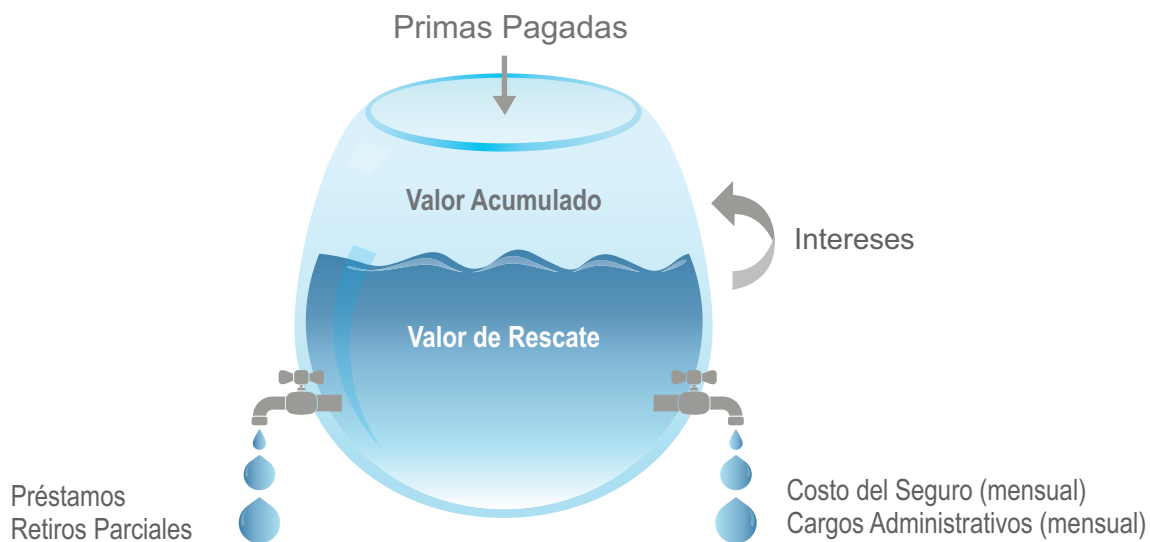 Primas Pagadas
Valor Acumulado
Intereses
Valor de Rescate
Préstamos
Retiros Parciales
Costo del Seguro (mensual)
Cargos Administrativos (mensual)